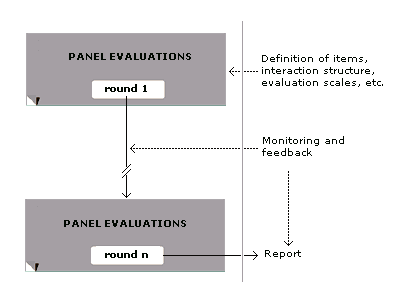 PANEL EVALUATIONS
round 1
Definition of items,
interaction structure,
evaluation scales, etc.
Monitoring and
feedback
PANEL EVALUATIONS
round n
Report